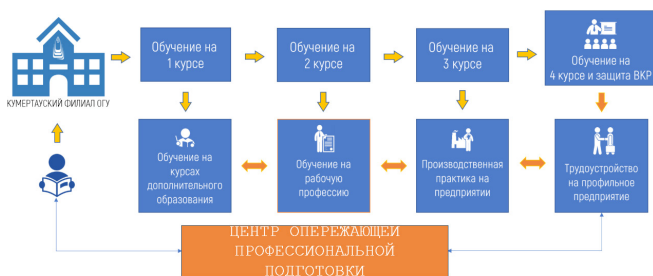 КУМЕРТАУСКИЙ ФИЛИАЛ ОГУ
Обучение на
1 курсе
Обучение на
2 курсе
Обучение на
3 курсе
Обучение на
4 курсе и защита ВКР
Обучение на
курсах
дополнительного
образования
Обучение на
рабочую
профессию
Производственная
практика на
предприятии
Трудоустройство
на профильное
предприятие
ЦЕНТР ОПЕРЕЖАЮЩЕЙ
ПРОФЕССИОНАЛЬНОЙ
ПОДГОТОВКИ